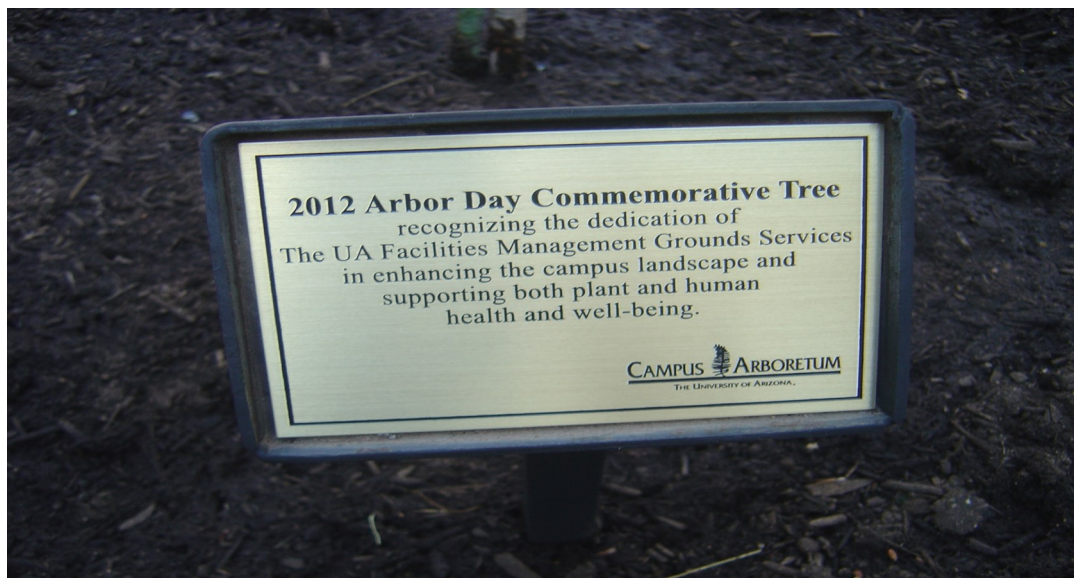 2012 Arbor Day Commemorative Tree
recognizing the dedication of
The UA Facilities Management Grounds Services
in enhancing the campus landscape and
supporting both plant and human
health and well-being.
CAMPUS ARBORETUM
THE UNIVERSITY OF ARIZONA.